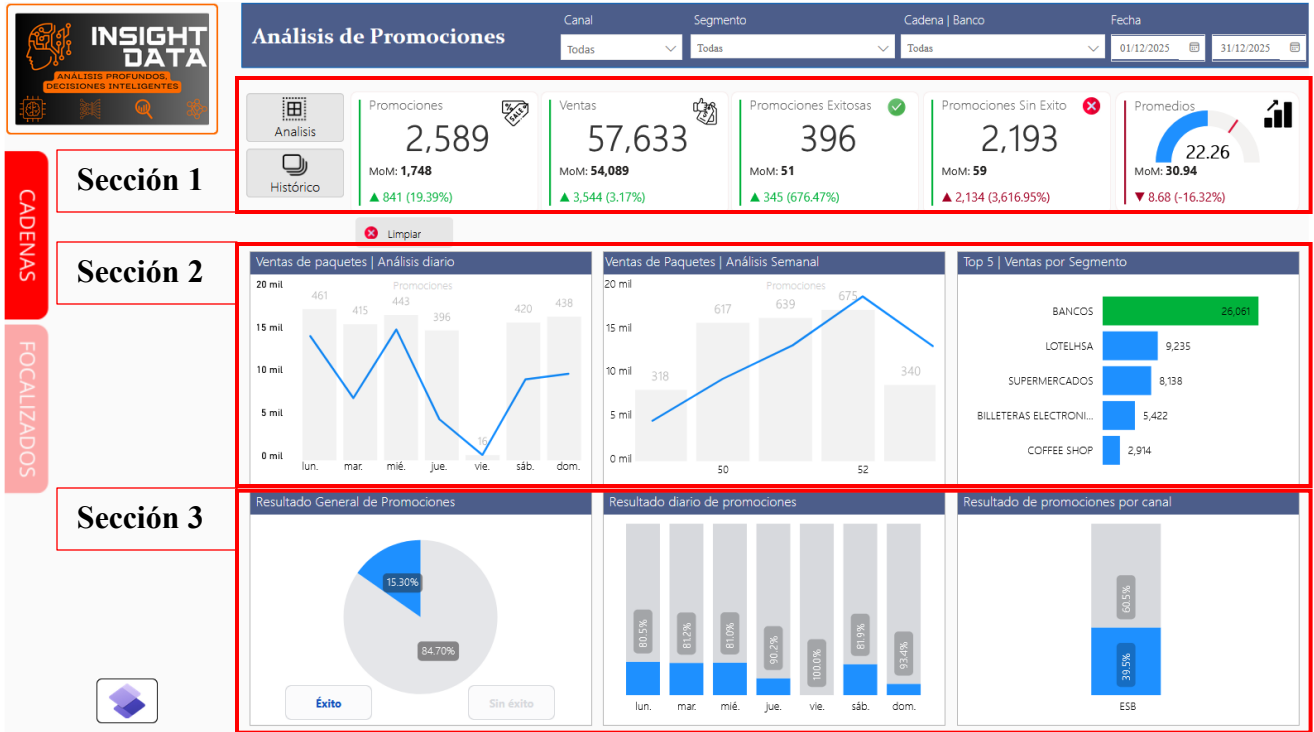 INSIGHT
DATA
ANÁLISIS PROFUNDOS,
DECISIONES INTELIGENTES
Análisis de Promociones
Canal
Todas
Segmento
Todas
Cadena | Banco
Todas
Fecha
01/12/2025
31/12/2025
CADENAS
FOCALIZADOS
Sección 1
Analisis
Histórico
Promociones
2,589
MoM: 1,748
▲ 841 (19.39%)
SALE
Ventas
57,633
MoM: 54,089
▲ 3,544 (3.17%)
Promociones Exitosas
396
MoM: 51
▲ 345 (676.47%)
Promociones Sin Exito
2,193
MoM: 59
▲ 2,134 (3,616.95%)
Promedios
22.26
MoM: 30.94
▼ 8.68 (-16.32%)
Limpiar
Sección 2
Ventas de paquetes | Análisis diario
Promociones
20 mil
15 mil
10 mil
5 mil
0 mil
461
415
443
396
16
420
438
lun.
mar.
mié.
jue.
vie.
sáb.
dom.
Ventas de Paquetes | Análisis Semanal
Promociones
20 mil
15 mil
10 mil
5 mil
0 mil
318
617
639
675
340
50
52
Top 5 | Ventas por Segmento
BANCOS 26,061
LOTELHSA 9,235
SUPERMERCADOS 8,138
BILLETERAS ELECTRONI... 5,422
COFFEE SHOP 2,914
Sección 3
Resultado General de Promociones
15.30%
84.70%
Éxito
Sin éxito
Resultado diario de promociones
80.5%
81.2%
81.0%
90.2%
100.0%
81.9%
93.4%
lun.
mar.
mié.
jue.
vie.
sáb.
dom.
Resultado de promociones por canal
60.5%
39.5%
ESB